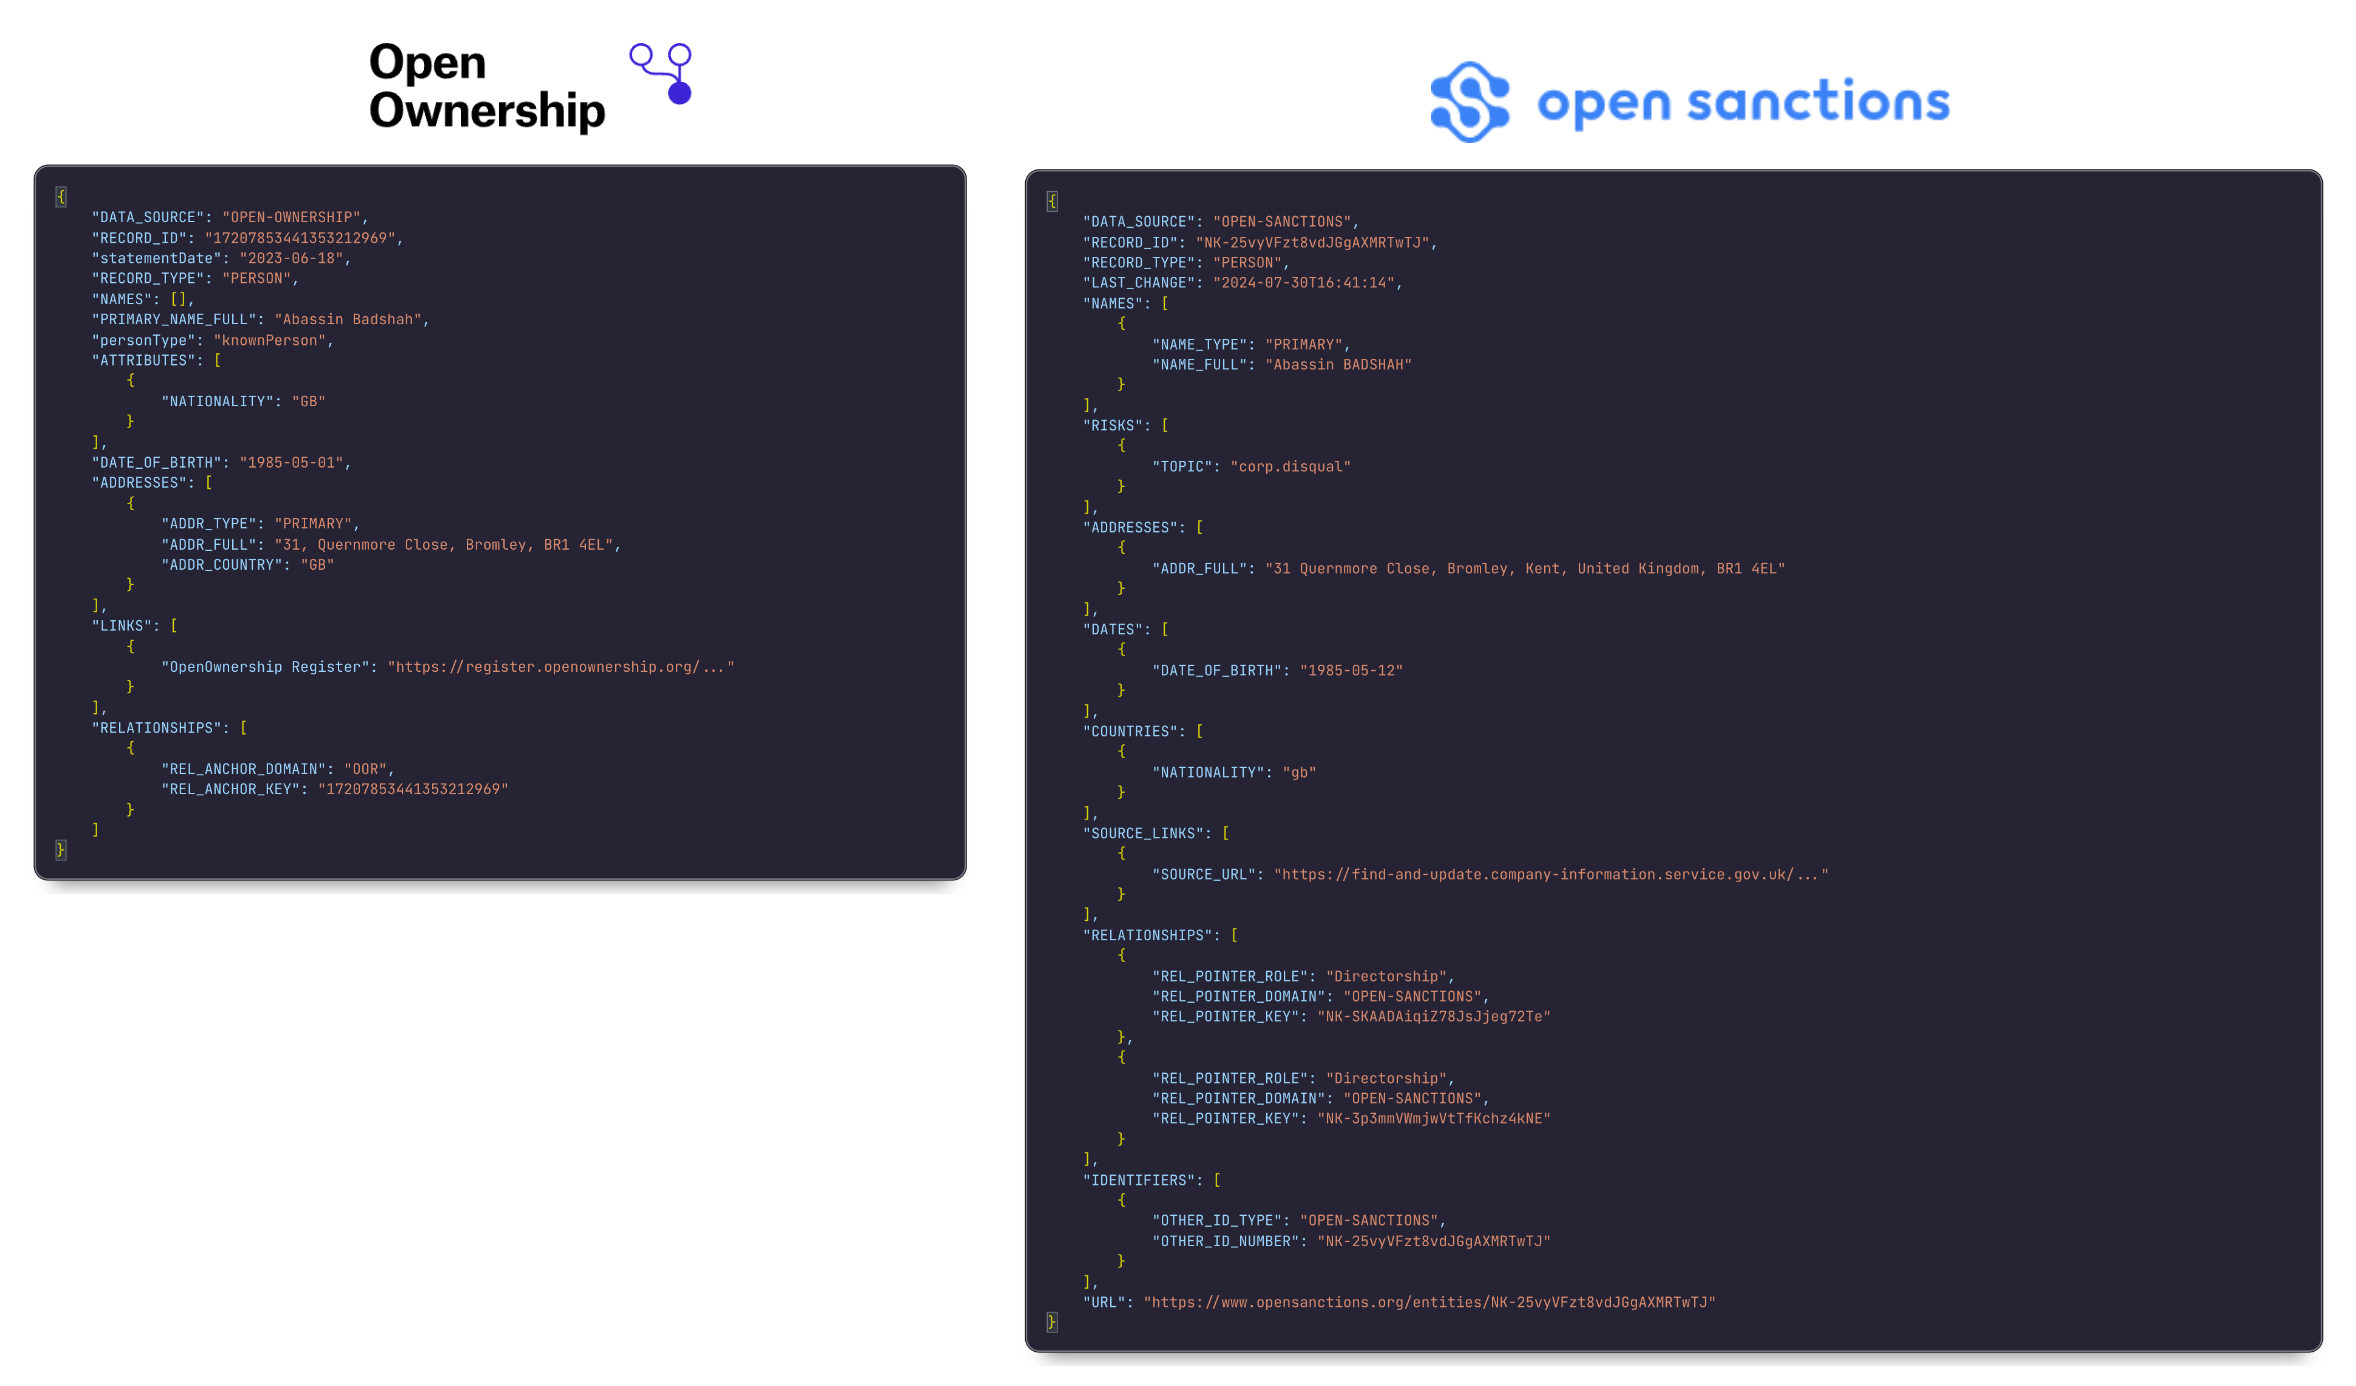 Open
Ownership
{
"DATA_SOURCE": "OPEN-OWNERSHIP",
"RECORD_ID": "17207853441353212969",
"statementDate": "2023-06-18",
"RECORD_TYPE": "PERSON",
"NAMES": [],
"PRIMARY_NAME_FULL": "Abassin Badshah",
"personType": "knownPerson",
"ATTRIBUTES": [
{
"NATIONALITY": "GB"
}
],
"DATE_OF_BIRTH": "1985-05-01",
"ADDRESSES": [
{
"ADDR_TYPE": "PRIMARY",
"ADDR_FULL": "31, Quernmore Close, Bromley, BR1 4EL",
"ADDR_COUNTRY": "GB"
}
],
"LINKS": [
{
"OpenOwnership Register": "https://register.openownership.org/..."
}
],
"RELATIONSHIPS": [
{
"REL_ANCHOR_DOMAIN": "OOR",
"REL_ANCHOR_KEY": "17207853441353212969"
}
]
}
open sanctions
{
"DATA_SOURCE": "OPEN-SANCTIONS",
"RECORD_ID": "NK-25vyVFzt8vdJGgAXMRTwTJ",
"RECORD_TYPE": "PERSON",
"LAST_CHANGE": "2024-07-30T16:41:14",
"NAMES": [
{
"NAME_TYPE": "PRIMARY",
"NAME_FULL": "Abassin BADSHAH"
}
],
"RISKS": [
{
"TOPIC": "corp.disqual"
}
],
"ADDRESSES": [
{
"ADDR_FULL": "31 Quernmore Close, Bromley, Kent, United Kingdom, BR1 4EL"
}
],
"DATES": [
{
"DATE_OF_BIRTH": "1985-05-12"
}
],
"COUNTRIES": [
{
"NATIONALITY": "gb"
}
],
"SOURCE_LINKS": [
{
"SOURCE_URL": "https://find-and-update.company-information.service.gov.uk/..."
}
],
"RELATIONSHIPS": [
{
"REL_POINTER_ROLE": "Directorship",
"REL_POINTER_DOMAIN": "OPEN-SANCTIONS",
"REL_POINTER_KEY": "NK-SKAADAiqiZ78JsJjeg72Te"
},
{
"REL_POINTER_ROLE": "Directorship",
"REL_POINTER_DOMAIN": "OPEN-SANCTIONS",
"REL_POINTER_KEY": "NK-3p3mmVWmjwVtTfKchz4kNE"
}
],
"IDENTIFIERS": [
{
"OTHER_ID_TYPE": "OPEN-SANCTIONS",
"OTHER_ID_NUMBER": "NK-25vyVFzt8vdJGgAXMRTwTJ"
}
],
"URL": "https://www.opensanctions.org/entities/NK-25vyVFzt8vdJGgAXMRTwTJ"
}